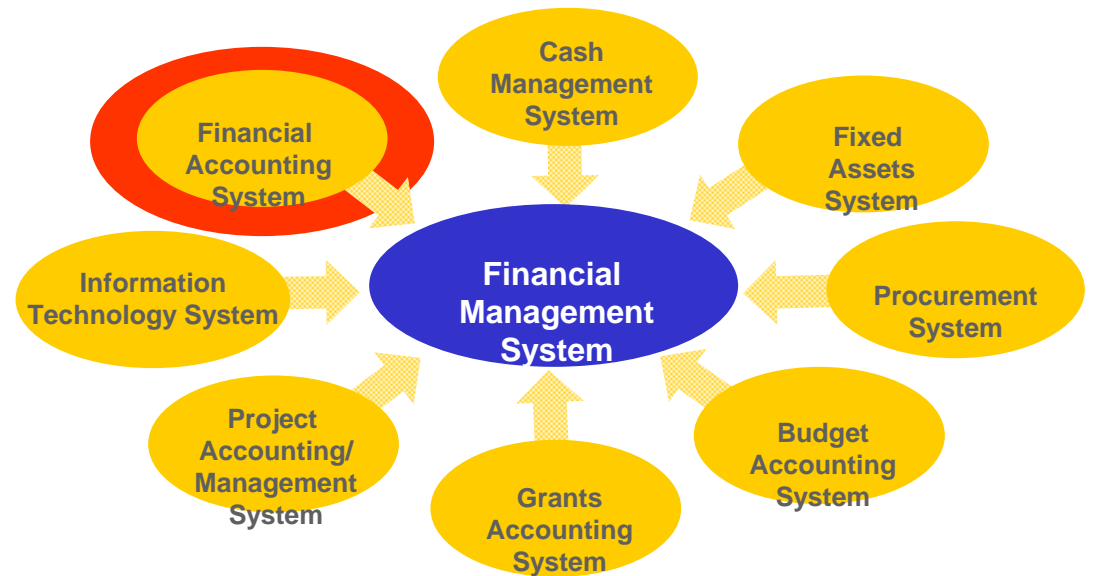 Cash
Management
System
Financial
Accounting
System
Fixed
Assets
System
Information
Technology System
Financial
Management
System
Procurement
System
Project
Accounting/
Management
System
Grants
Accounting
System
Budget
Accounting
System